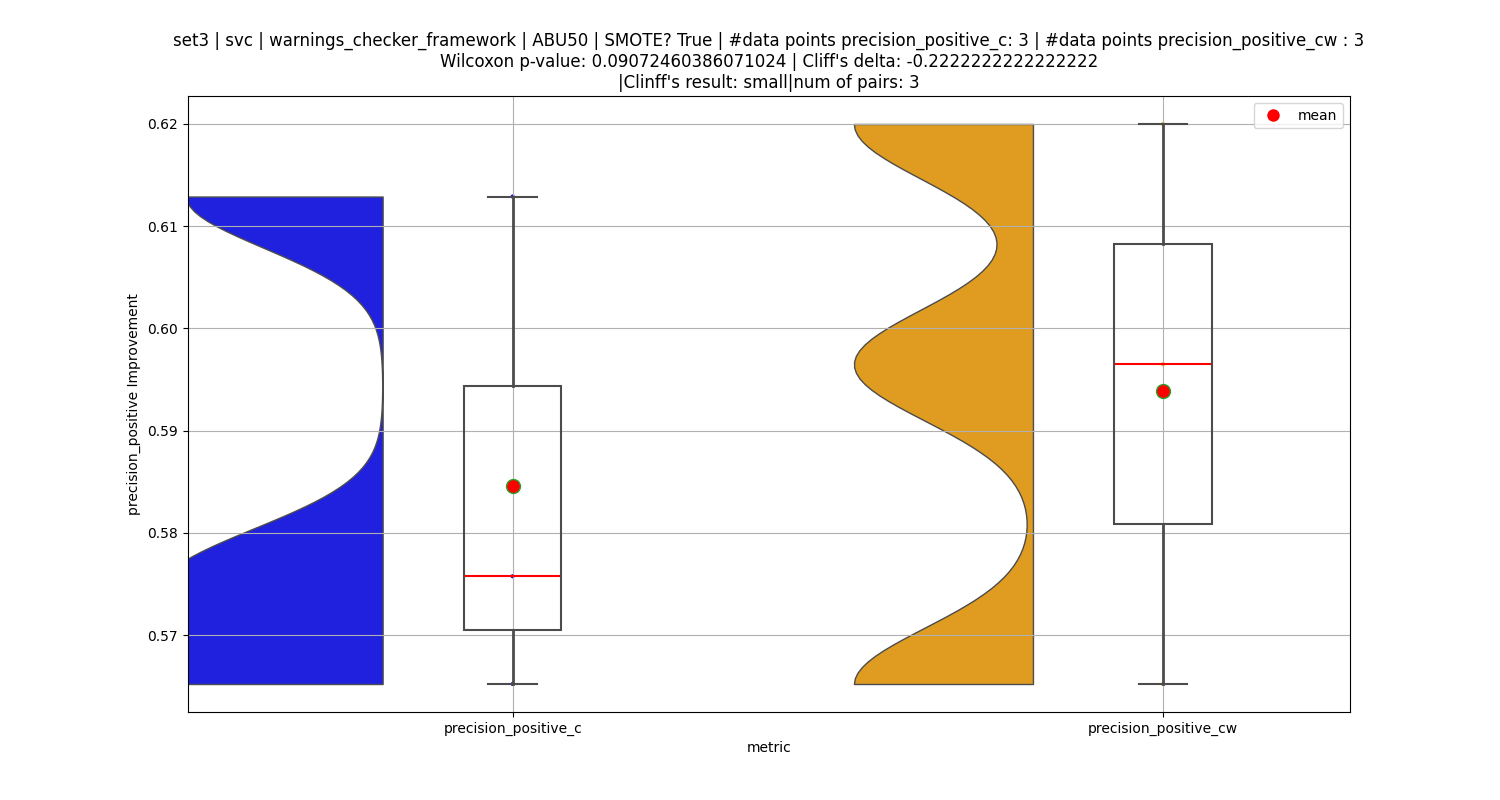 set3 | svc | warnings_checker_framework | ABU50 | SMOTE? True | #data points precision_positive_c: 3 | #data points precision_positive_cw : 3
Wilcoxon p-value: 0.09072460386071024 | Cliff's delta: -0.2222222222222222
|Clinff's result: small|num of pairs: 3
mean
0.62
0.61
0.60
0.59
0.58
0.57
precision_positive Improvement
precision_positive_c
precision_positive_cw
metric